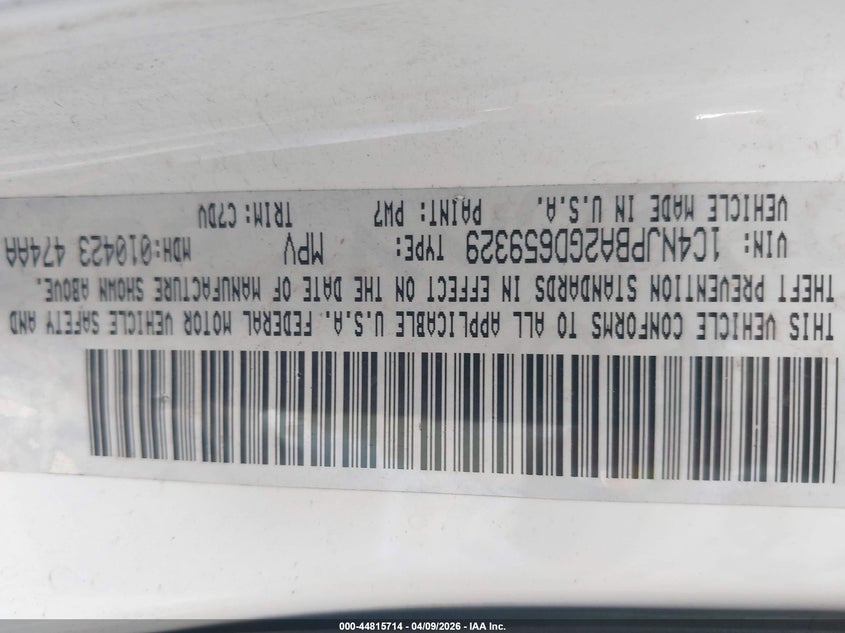 THIS VEHICLE CONFORMS TO ALL APPLICABLE U.S.A. FEDERAL MOTOR VEHICLE SAFETY AND
THEFT PREVENTION STANDARDS IN EFFECT ON THE DATE OF MANUFACTURE SHOWN ABOVE.
VIN: 1C4NJPBA2GD659329 TYPE: MPV MDH:010423 474AA
VEHICLE MADE IN U.S.A. PAINT: PW7 TRIM: C7DV
000-44815714 - 04/09/2026 - IAA Inc.